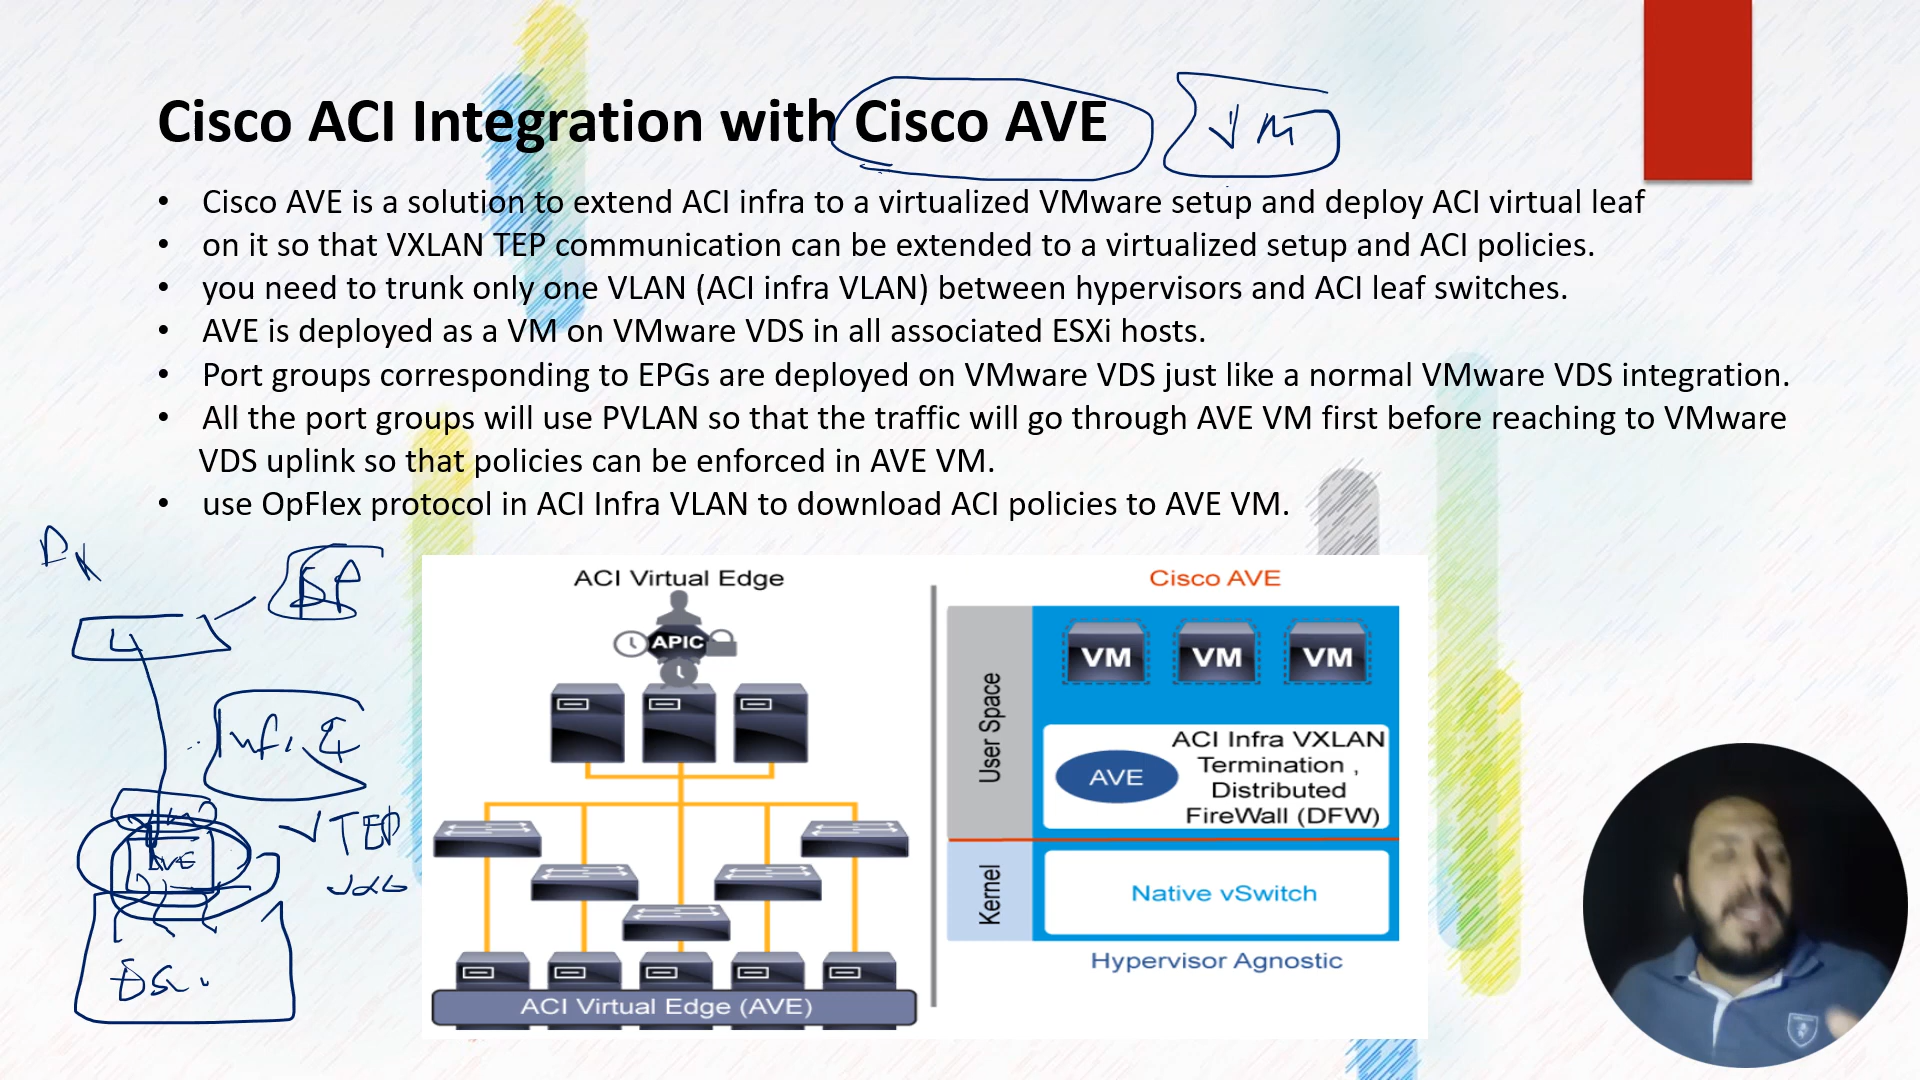 Cisco ACI Integration with Cisco AVE
VM
• Cisco AVE is a solution to extend ACI infra to a virtualized VMware setup and deploy ACI virtual leaf
• on it so that VXLAN TEP communication can be extended to a virtualized setup and ACI policies.
• you need to trunk only one VLAN (ACI infra VLAN) between hypervisors and ACI leaf switches.
• AVE is deployed as a VM on VMware VDS in all associated ESXi hosts.
• Port groups corresponding to EPGs are deployed on VMware VDS just like a normal VMware VDS integration.
• All the port groups will use PVLAN so that the traffic will go through AVE VM first before reaching to VMware
VDS uplink so that policies can be enforced in AVE VM.
• use OpFlex protocol in ACI Infra VLAN to download ACI policies to AVE VM.
L
VTEP
AVE
ACI Virtual Edge
APIC
ACI Virtual Edge (AVE)
Cisco AVE
User Space
VM VM VM
AVE
ACI Infra VXLAN
Termination ,
Distributed
FireWall (DFW)
Kernel
Native vSwitch
Hypervisor Agnostic